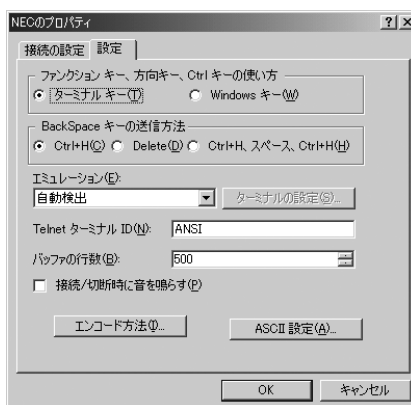 NECのプロパティ
接続の設定 設定
ファンクション キー、方向キー、Ctrl キーの使い方
ターミナル キー(T) Windows キー(W)
BackSpace キーの送信方法
Ctrl+H(C) Delete(D) Ctrl+H、スペース、Ctrl+H(H)
エミュレーション(E):
自動検出 ターミナルの設定(S)...
Telnet ターミナル ID(N): ANSI
バッファの行数(B): 500
接続/切断時に音を鳴らす(P)
エンコード方法(I)... ASCII 設定(A)...
OK キャンセル